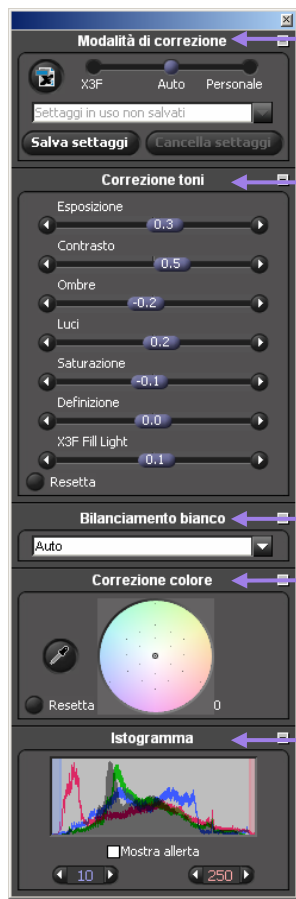 Modalità di correzione
X3F Auto Personale
Settaggi in uso non salvati
Salva settaggi Cancella settaggi
Correzione toni
Esposizione
0.3
Contrasto
0.5
Ombre
-0.2
Luci
0.2
Saturazione
-0.1
Definizione
0.0
X3F Fill Light
0.1
Resetta
Bilanciamento bianco
Auto
Correzione colore
Resetta 0
Istogramma
Mostra allerta
10 250